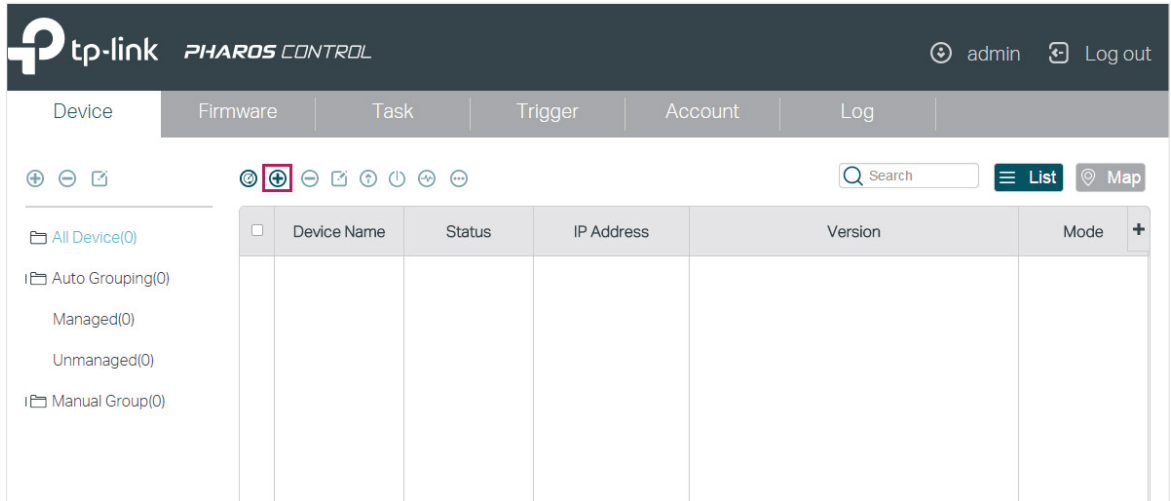 tp-link PHAROS CONTROL admin Log out
Device Firmware Task Trigger Account Log
Search List Map
Device Name Status IP Address Version Mode +
All Device(0)
Auto Grouping(0)
Managed(0)
Unmanaged(0)
Manual Group(0)